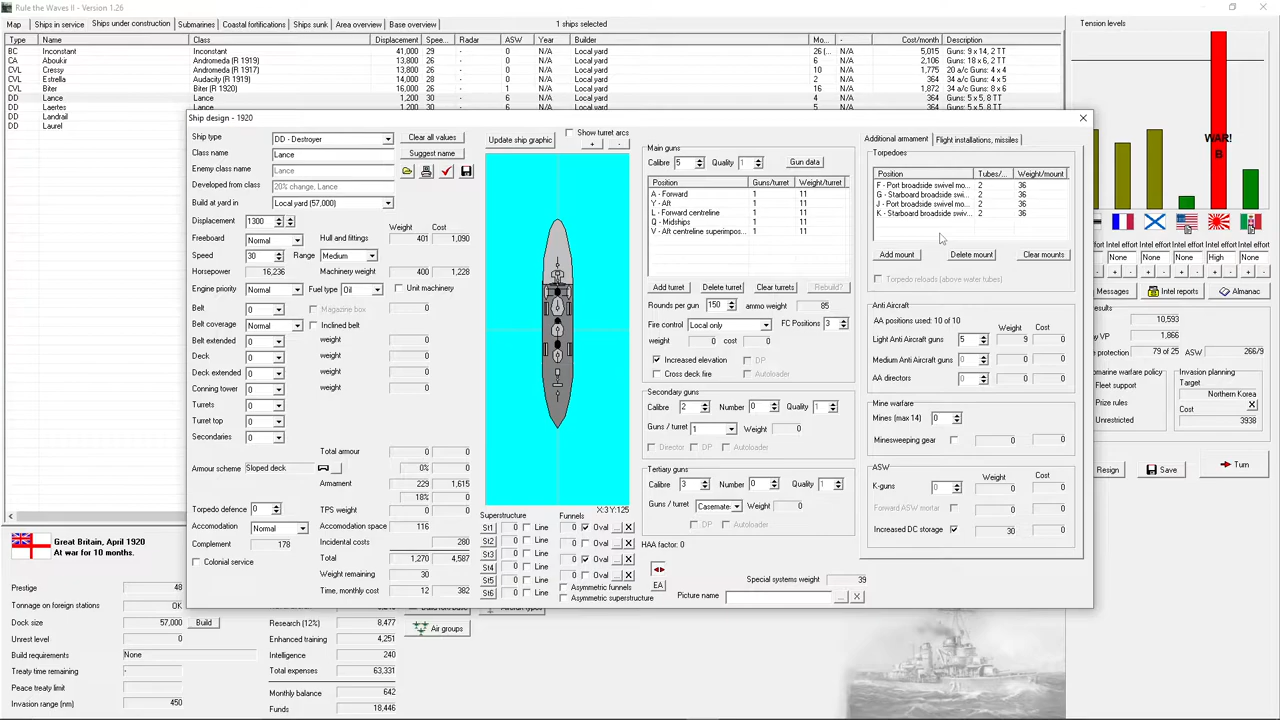 Rule the Waves II - Version 1.26
Map Ships in service Ships under construction Submarines Coastal fortifications Ships sunk Area overview Base overview 1 ships selected
Type Name Class Displacement Spee... Radar ASW Year Builder Mo... - Cost/month Description
BC Inconstant Inconstant 41,000 29 - 0 N/A Local yard 26 (... N/A 5,015 Guns: 9 x 14, 2 TT
CA Aboukir Andromeda (R 1919) 13,800 - 0 N/A Local yard 6 N/A 2,106 Guns: 18 x 6, 2 TT
CVL Cressy Andromeda (R 1917) 13,800 - 0 N/A Local yard 10 N/A 1,775 20 a/c Guns: 4 x 4
CVL Estrella Audacity (R 1919) 14,000 28 - 0 N/A Local yard 2 N/A 364 34 a/c Guns: 4 x 4
CVL Biter Biter (R 1920) 16,000 - 1 N/A Local yard 16 N/A 1,872 34 a/c Guns: 8 x 6
DD Lance Lance 1,200 30 - 6 N/A Local yard 4 N/A 364 Guns: 5 x 5, 8 TT
DD Laertes Lance 1,200 30 - 6 N/A Local yard N/A 364 Guns: 5 x 5, 8 TT
DD Landrail
DD Laurel
Tension levels
WAR!
B
Ship design - 1920
Ship type DD - Destroyer Clear all values
Class name Lance Suggest name
Enemy class name Lance
Developed from class 20% change, Lance
Build at yard in Local yard (57,000)
Displacement 1300 Weight Cost
Freeboard Normal Hull and fittings 401 1,090
Speed 30 Range Medium
Horsepower 16,236 Machinery weight 400 1,228
Engine priority Normal Fuel type Oil Unit machinery
Belt 0 Magazine box 0
Belt coverage Normal Inclined belt
Belt extended 0 weight 0
Deck 0 weight 0
Deck extended 0 weight 0
Conning tower 0 weight 0
Turrets 0
Turret top 0
Secondaries 0
Total armour 0 0
Armour scheme Sloped deck 0% 0
Armament 229 1,615
18%
Torpedo defence 0 TPS weight 0 0
Accomodation Normal Accomodation space 116
Complement 178 Incidental costs 280
Colonial service Total 1,270 4,587
Weight remaining 30
Time, monthly cost 12 382
Update ship graphic Show turret arcs
+ -
X:3 Y:125
Superstructure Funnels
St1 0 Line 0 Oval ... X
St2 0 Line 0 Oval ... X
St3 0 Line 0 Oval ... X
St4 0 Line 0 Oval ... X
St5 0 Line
St6 0 Line
Asymmetric funnels
Asymmetric superstructure
Main guns
Calibre 5 Quality 1 Gun data
Position Guns/turret Weight/turret
A - Forward 1 11
Y - Aft 1 11
L - Forward centreline 1 11
Q - Midships 1 11
V - Aft centreline superimpos... 1 11
Add turret Delete turret Clear turrets Rebuild?
Rounds per gun 150 ammo weight 85
Fire control Local only FC Positions 3
weight 0 cost 0
Increased elevation DP
Cross deck fire Autoloader
Secondary guns
Calibre 2 Number 0 Quality 1
Guns / turret 1 Weight 0
Director DP Autoloader
Tertiary guns
Calibre 3 Number 0 Quality 1
Guns / turret Casemate Weight 0
DP Autoloader
HAA factor: 0
EA
Special systems weight 39
Picture name ...
Additional armament Flight installations, missiles
Torpedoes
Position Tubes/... Weight/mount
F - Port broadside swivel mo... 2 36
G - Starboard broadside swi... 2 36
J - Port broadside swivel mo... 2 36
K - Starboard broadside swiv... 2 36
Add mount Delete mount Clear mounts
Torpedo reloads (above water tubes)
Anti Aircraft
AA positions used: 10 of 10 Weight Cost
Light Anti Aircraft guns 5 9 0
Medium Anti Aircraft guns 0 0 0
AA directors 0 0 0
Mine warfare
Mines (max 14) 0 0 0
Minesweeping gear 0 0
ASW
Weight Cost
K-guns 0 0 0
Forward ASW mortar 0 0
Increased DC storage 30 0
Intel effort Intel effort
None None None High None
+ - + - + - + - + -
Messages Intel reports Almanac
results
10,593
y VP 1,866
protection 79 of 25 ASW 266/9
marine warfare policy Invasion planning
Fleet support Target
Prize rules Northern Korea
Unrestricted Cost
3938
Resign Save Turn
Great Britain, April 1920
At war for 10 months.
Prestige 48
Tonnage on foreign stations OK
Dock size 57,000 Build
Unrest level 0
Build requirements None
Treaty time remaining -
Peace treaty limit
Invasion range (nm) 450
Research (12%) 8,477
Enhanced training 4,251
Intelligence 240
Total expenses 63,331
Monthly balance 642
Funds 18,446
Air groups